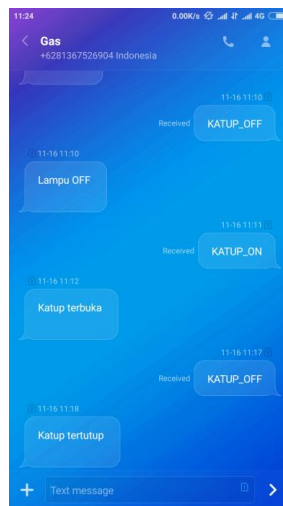 11:24 0.00K/s 4G
Gas
+6281367526904 Indonesia
11-16 11:10
Received KATUP_OFF
11-16 11:10
Lampu OFF
11-16 11:11
Received KATUP_ON
11-16 11:12
Katup terbuka
11-16 11:17
Received KATUP_OFF
11-16 11:18
Katup tertutup
Text message